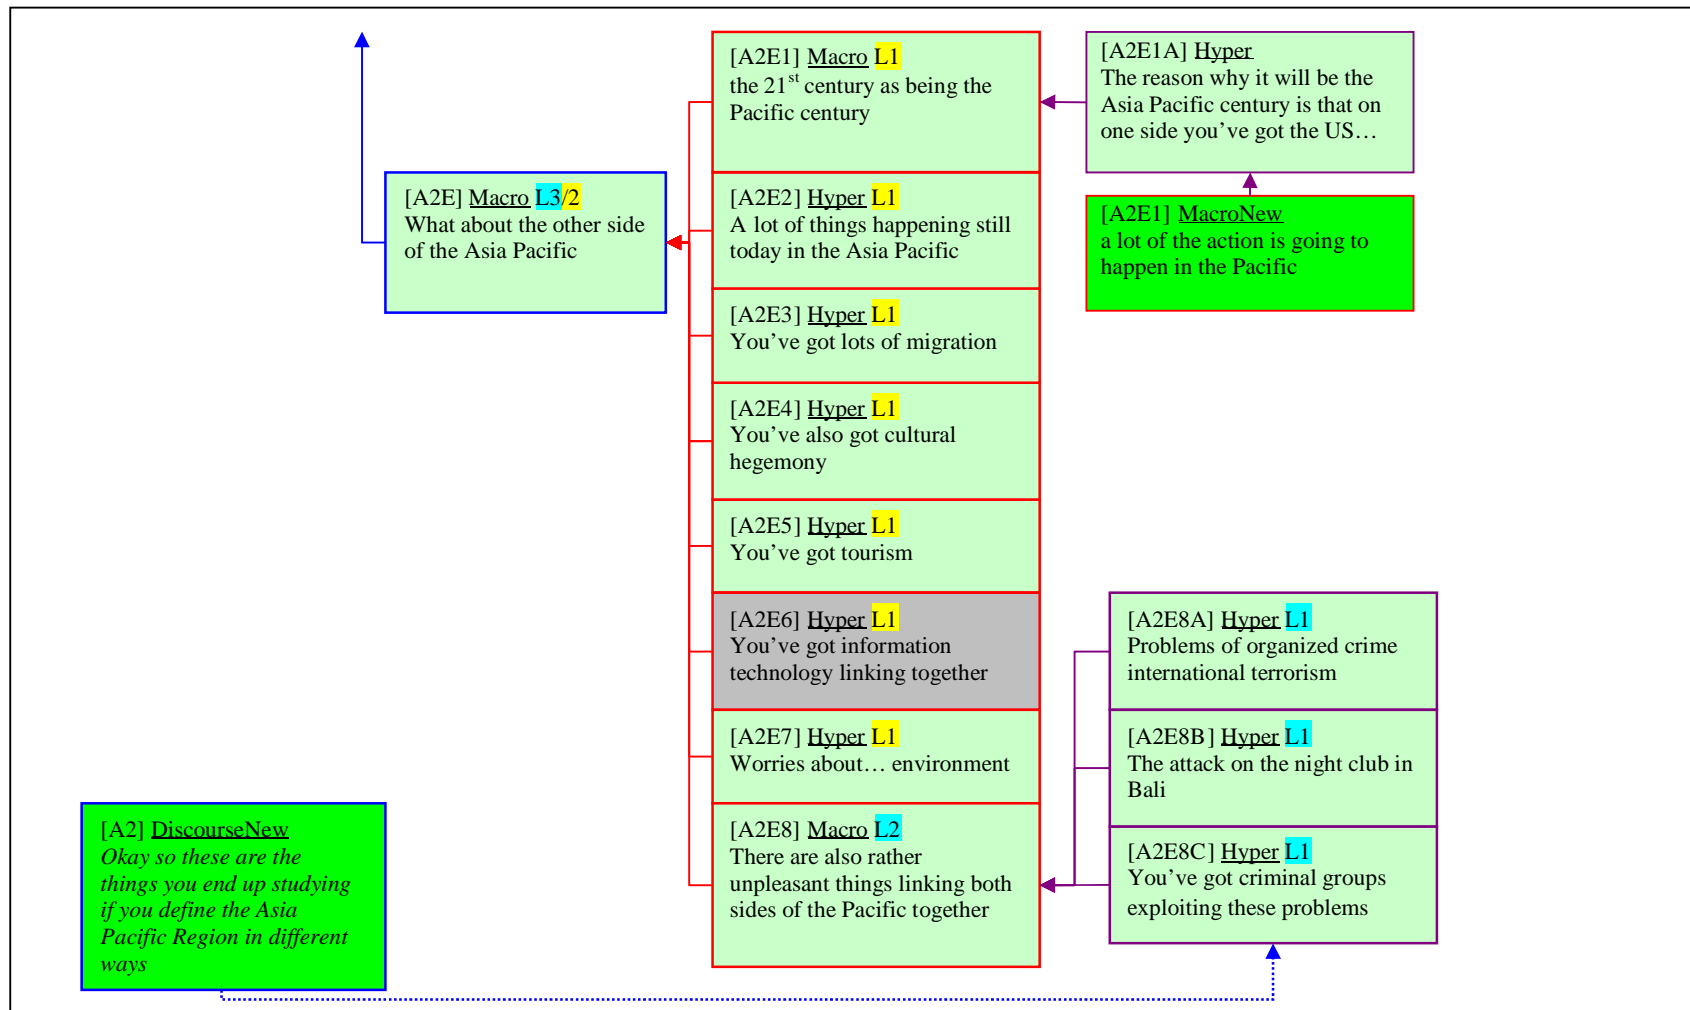 [A2E1] Macro L1
the 21st century as being the
Pacific century
[A2E1A] Hyper
The reason why it will be the
Asia Pacific century is that on
one side you’ve got the US…
[A2E] Macro L3/2
What about the other side
of the Asia Pacific
[A2E2] Hyper L1
A lot of things happening still
today in the Asia Pacific
[A2E1] MacroNew
a lot of the action is going to
happen in the Pacific
[A2E3] Hyper L1
You’ve got lots of migration
[A2E4] Hyper L1
You’ve also got cultural
hegemony
[A2E5] Hyper L1
You’ve got tourism
[A2E6] Hyper L1
You’ve got information
technology linking together
[A2E7] Hyper L1
Worries about… environment
[A2E8] Macro L2
There are also rather
unpleasant things linking both
sides of the Pacific together
[A2E8A] Hyper L1
Problems of organized crime
international terrorism
[A2E8B] Hyper L1
The attack on the night club in
Bali
[A2E8C] Hyper L1
You’ve got criminal groups
exploiting these problems
[A2] DiscourseNew
Okay so these are the
things you end up studying
if you define the Asia
Pacific Region in different
ways